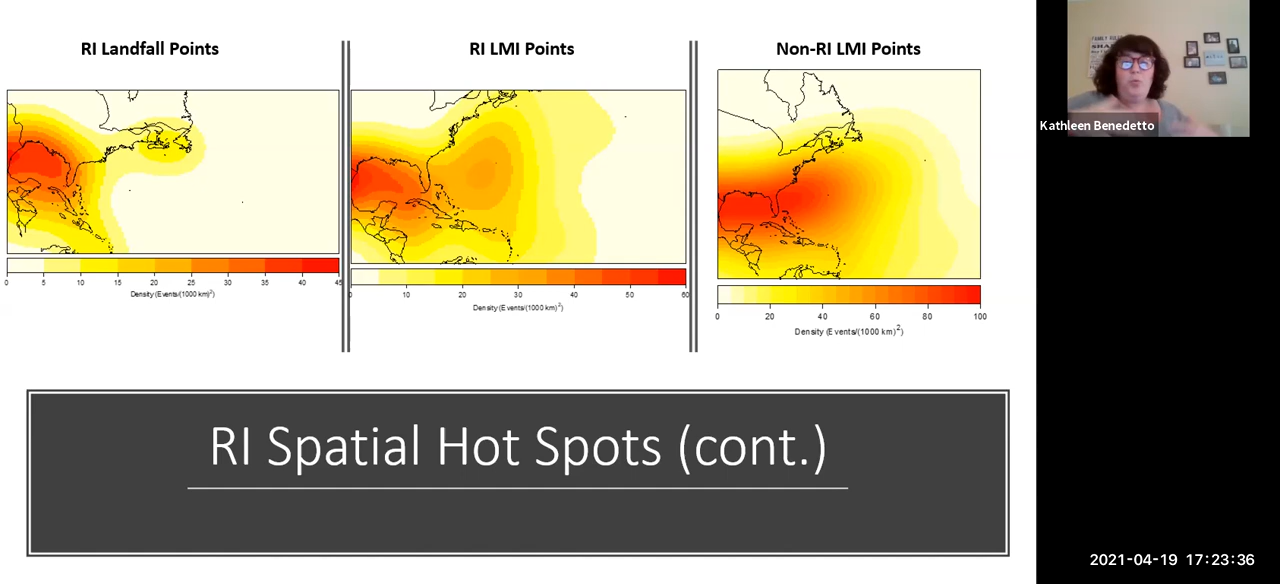 RI Landfall Points
RI LMI Points
Non-RI LMI Points
0 5 10 15 20 25 30 35 40 45
Density (Events/(1000 km)²)
0 10 20 30 40 50 60
Density (Events/(1000 km)²)
0 20 40 60 80 100
Density (Events/(1000 km)²)
RI Spatial Hot Spots (cont.)
Kathleen Benedetto
2021-04-19 17:23:36